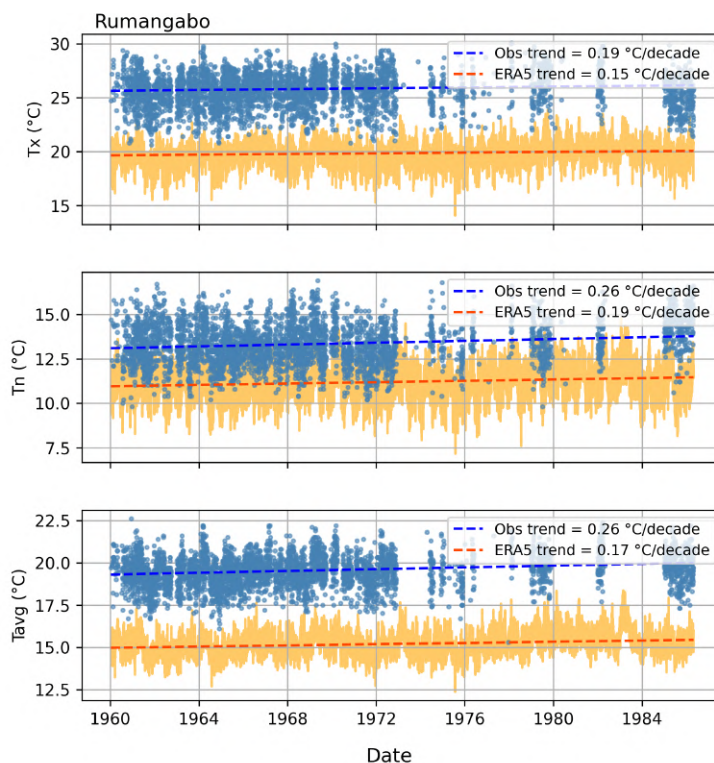 Rumangabo
30
25
20
15
Tx (°C)
Obs trend = 0.19 °C/decade
ERA5 trend = 0.15 °C/decade
15.0
12.5
10.0
7.5
Tn (°C)
Obs trend = 0.26 °C/decade
ERA5 trend = 0.19 °C/decade
22.5
20.0
17.5
15.0
12.5
Tavg (°C)
Obs trend = 0.26 °C/decade
ERA5 trend = 0.17 °C/decade
1960 1964 1968 1972 1976 1980 1984
Date